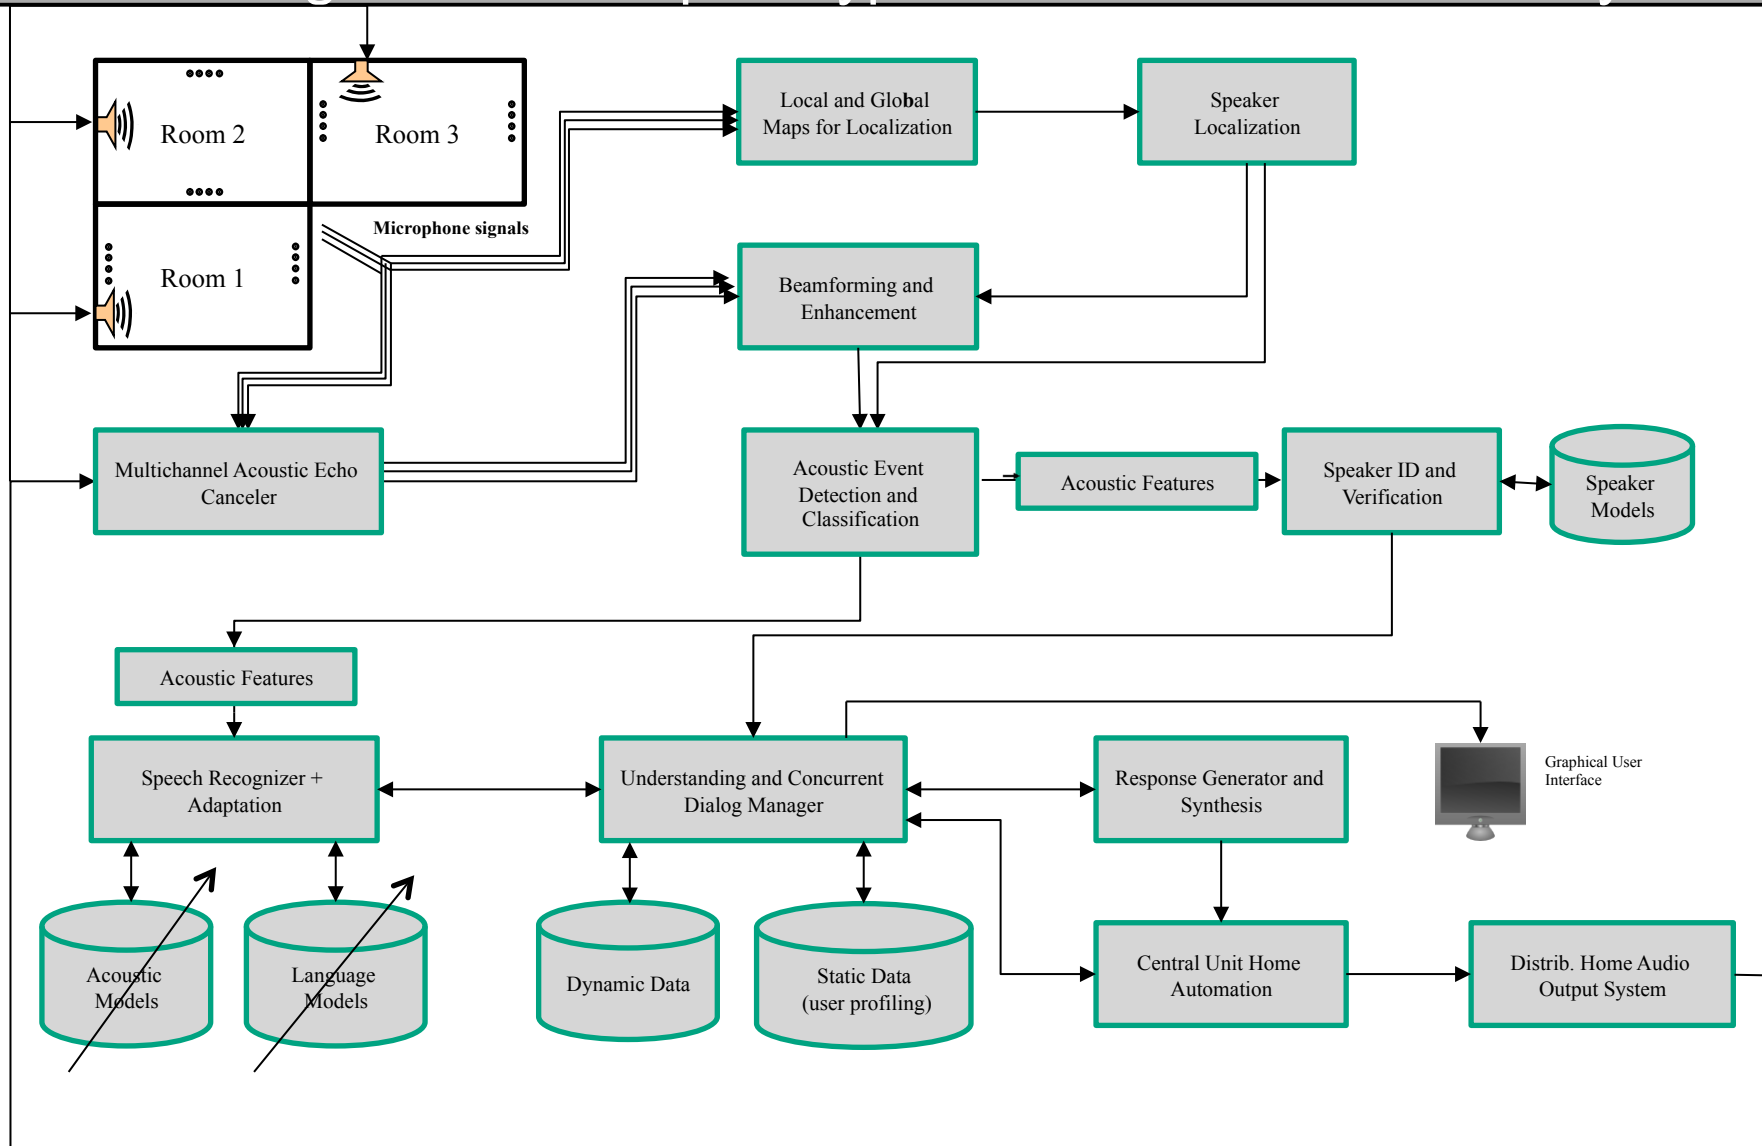 Room 2
Room 3
Room 1
Microphone signals
Local and Global
Maps for Localization
Speaker
Localization
Beamforming and
Enhancement
Multichannel Acoustic Echo
Canceler
Acoustic Event
Detection and
Classification
Acoustic Features
Speaker ID and
Verification
Speaker
Models
Acoustic Features
Speech Recognizer +
Adaptation
Understanding and Concurrent
Dialog Manager
Response Generator and
Synthesis
Graphical User
Interface
Acoustic
Models
Language
Models
Dynamic Data
Static Data
(user profiling)
Central Unit Home
Automation
Distrib. Home Audio
Output System